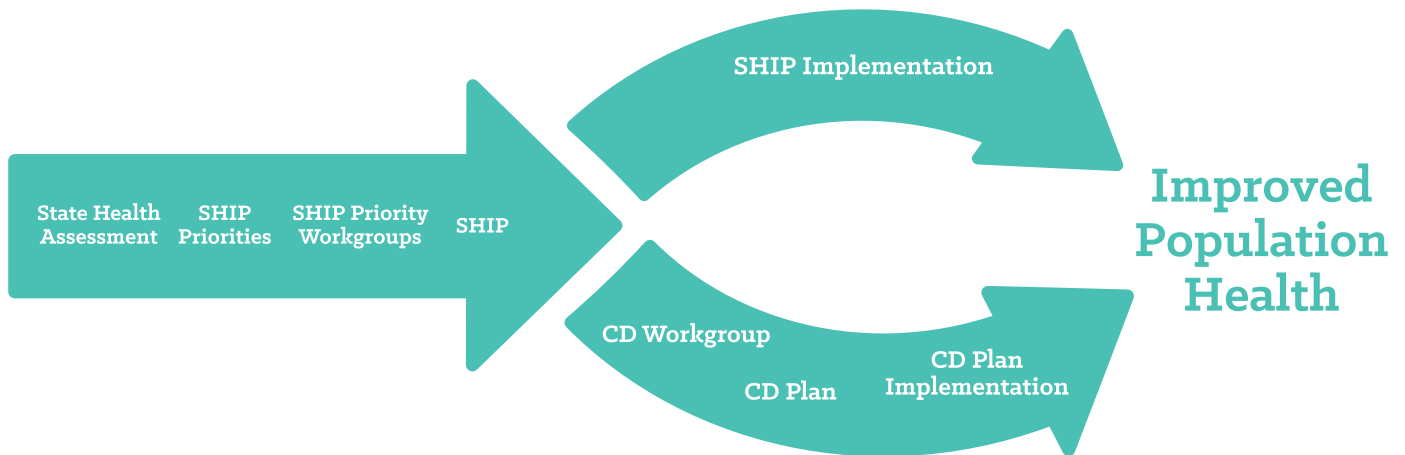 State Health
Assessment
SHIP
Priorities
SHIP Priority
Workgroups
SHIP
SHIP Implementation
CD Workgroup
CD Plan
CD Plan
Implementation
Improved
Population
Health